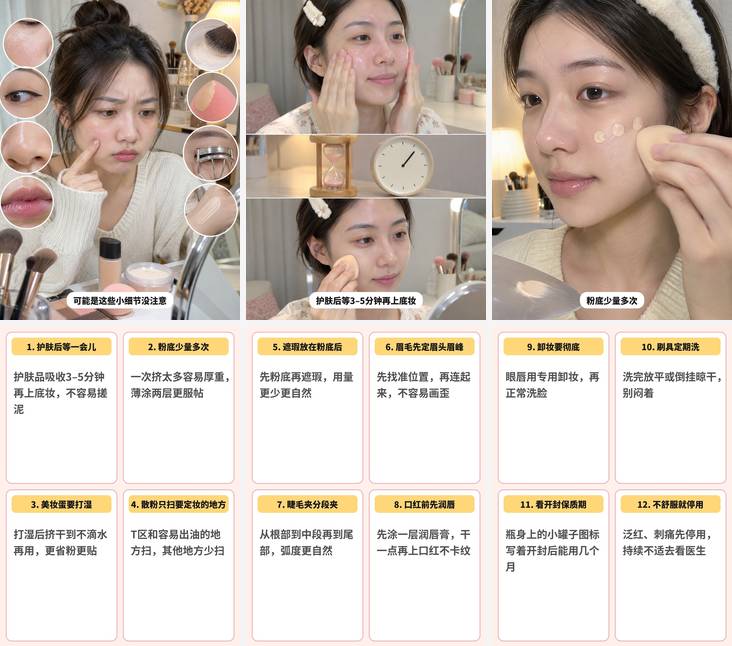 可能是这些小细节没注意
护肤后等3–5分钟再上底妆
粉底少量多次
1. 护肤后等一会儿
护肤品吸收3–5分钟
再上底妆，不容易搓
泥
2. 粉底少量多次
一次挤太多容易厚重，
薄涂两层更服帖
5. 遮瑕放在粉底后
先粉底再遮瑕，用量
更少更自然
6. 眉毛先定眉头眉峰
先找准位置，再连起
来，不容易画歪
9. 卸妆要彻底
眼唇用专用卸妆，再
正常洗脸
10. 刷具定期洗
洗完放平或倒挂晾干，
别闷着
3. 美妆蛋要打湿
打湿后挤干到不滴水
再用，更省粉更贴
4. 散粉只扫要定妆的地方
T区和容易出油的地
方扫，其他地方少扫
7. 睫毛夹分段夹
从根部到中段再到尾
部，弧度更自然
8. 口红前先润唇
先涂一层润唇膏，干
一点再上口红不卡纹
11. 看开封保质期
瓶身上的小罐子图标
写着开封后能用几个
月
12. 不舒服就停用
泛红、刺痛先停用，
持续不适去看医生